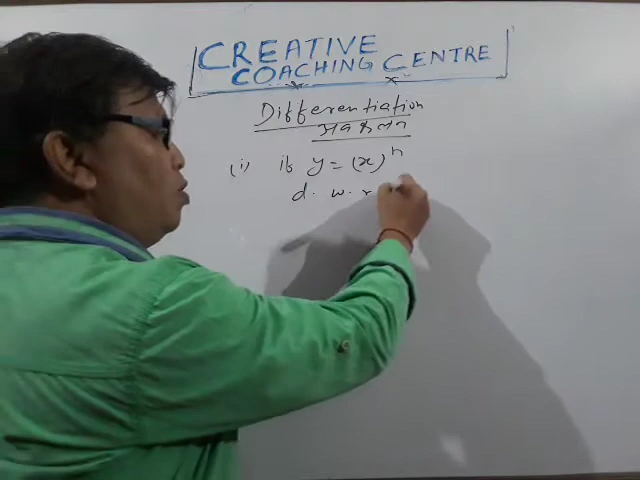 CREATIVE
COACHING CENTRE
Differentiation
अवकलन
(i) if y = (x)^n
d. w. r